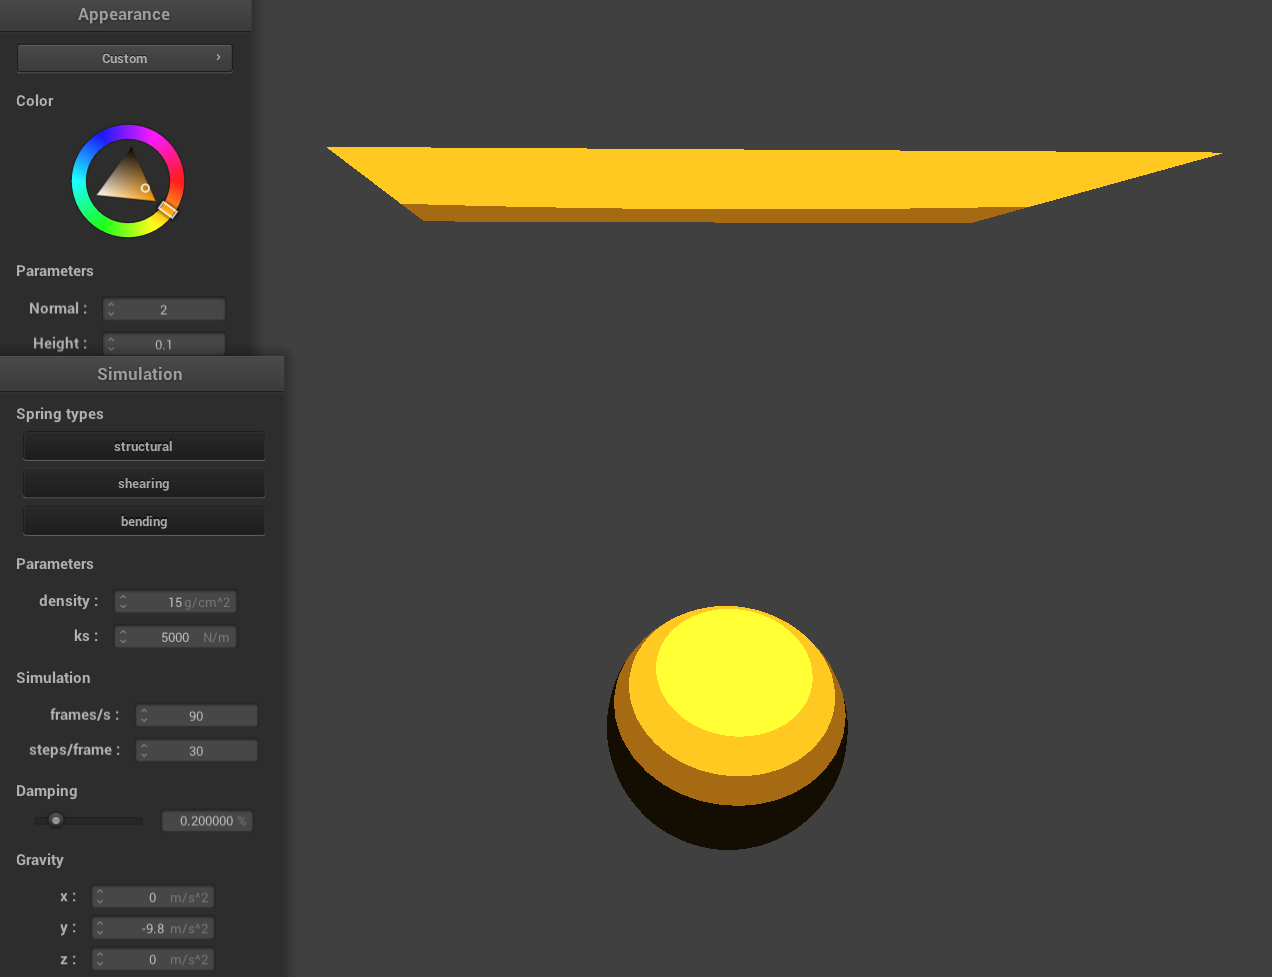 Appearance
Custom ›
Color
Parameters
Normal : 2
Height : 0.1
Simulation
Spring types
structural
shearing
bending
Parameters
density : 15 g/cm^2
ks : 5000 N/m
Simulation
frames/s : 90
steps/frame : 30
Damping
0.200000 %
Gravity
x : 0 m/s^2
y : -9.8 m/s^2
z : 0 m/s^2